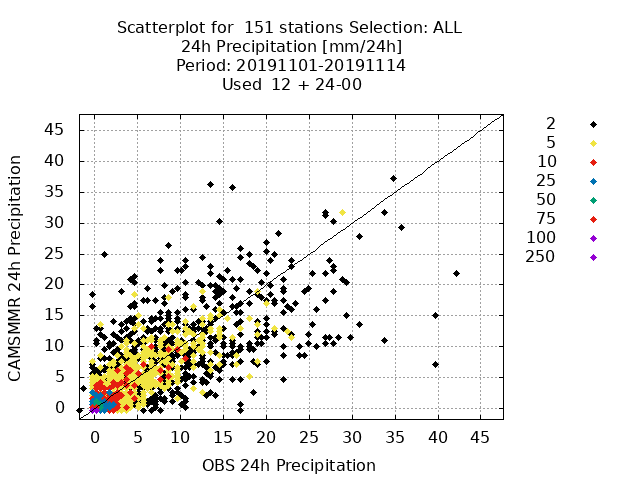 Scatterplot for  151 stations Selection: ALL
24h Precipitation [mm/24h]
Period: 20191101-20191114
Used  12 + 24-00
45
40
35
30
25
20
15
10
5
0
CAMSMMR 24h Precipitation
0 5 10 15 20 25 30 35 40 45
OBS 24h Precipitation
2
5
10
25
50
75
100
250